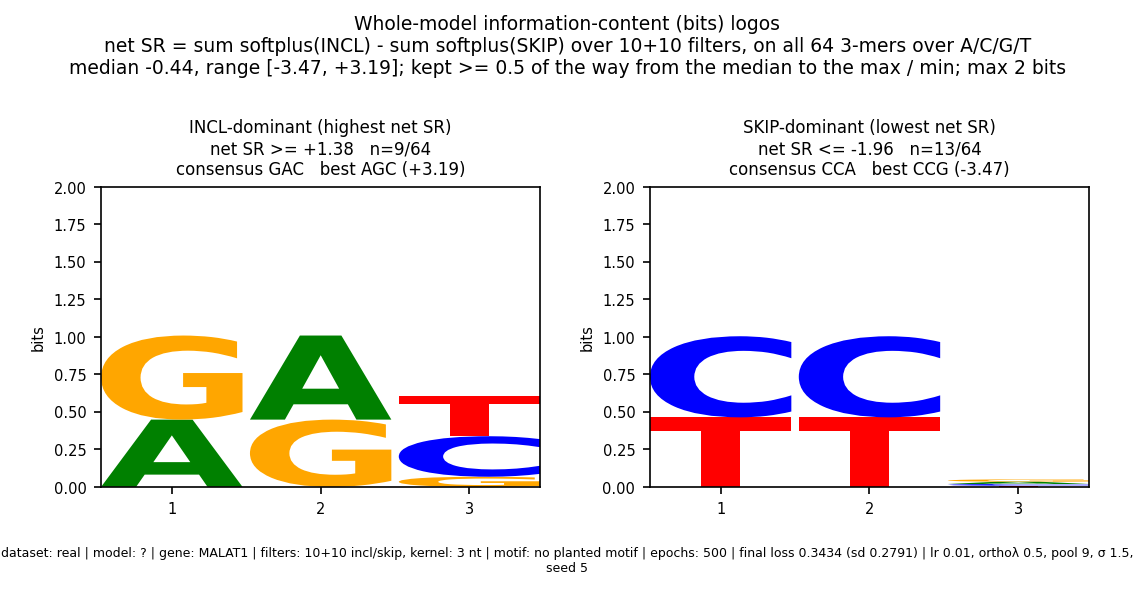 Whole-model information-content (bits) logos
net SR = sum softplus(INCL) - sum softplus(SKIP) over 10+10 filters, on all 64 3-mers over A/C/G/T
median -0.44, range [-3.47, +3.19]; kept >= 0.5 of the way from the median to the max / min; max 2 bits
INCL-dominant (highest net SR)
net SR >= +1.38   n=9/64
consensus GAC   best AGC (+3.19)
2.00
1.75
1.50
1.25
1.00
0.75
0.50
0.25
0.00
bits
G A T
A G C
G
1 2 3
SKIP-dominant (lowest net SR)
net SR <= -1.96   n=13/64
consensus CCA   best CCG (-3.47)
2.00
1.75
1.50
1.25
1.00
0.75
0.50
0.25
0.00
bits
C C
T T
1 2 3
dataset: real | model: ? | gene: MALAT1 | filters: 10+10 incl/skip, kernel: 3 nt | motif: no planted motif | epochs: 500 | final loss 0.3434 (sd 0.2791) | lr 0.01, orthoλ 0.5, pool 9, σ 1.5,
seed 5